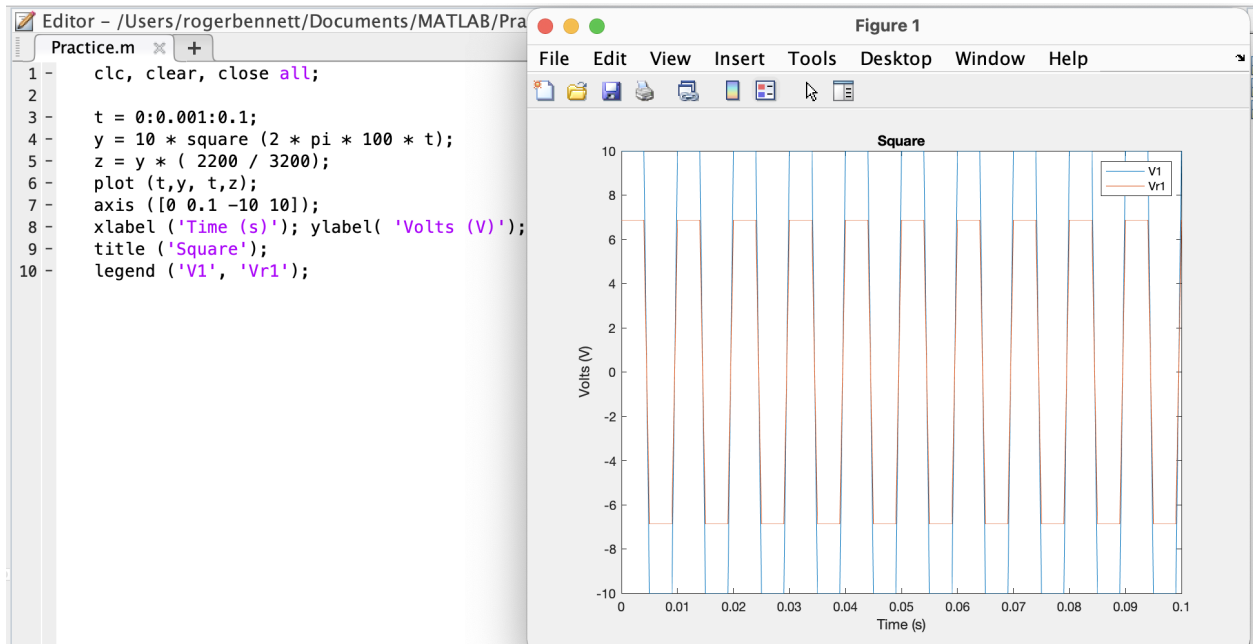 Editor – /Users/rogerbennett/Documents/MATLAB/Pra
Practice.m × +
1 – clc, clear, close all;
2
3 – t = 0:0.001:0.1;
4 – y = 10 * square (2 * pi * 100 * t);
5 – z = y * ( 2200 / 3200);
6 – plot (t,y, t,z);
7 – axis ([0 0.1 -10 10]);
8 – xlabel ('Time (s)'); ylabel( 'Volts (V)');
9 – title ('Square');
10 – legend ('V1', 'Vr1');
Figure 1
File Edit View Insert Tools Desktop Window Help
Square
V1
Vr1
Volts (V)
10
8
6
4
2
0
-2
-4
-6
-8
-10
0 0.01 0.02 0.03 0.04 0.05 0.06 0.07 0.08 0.09 0.1
Time (s)